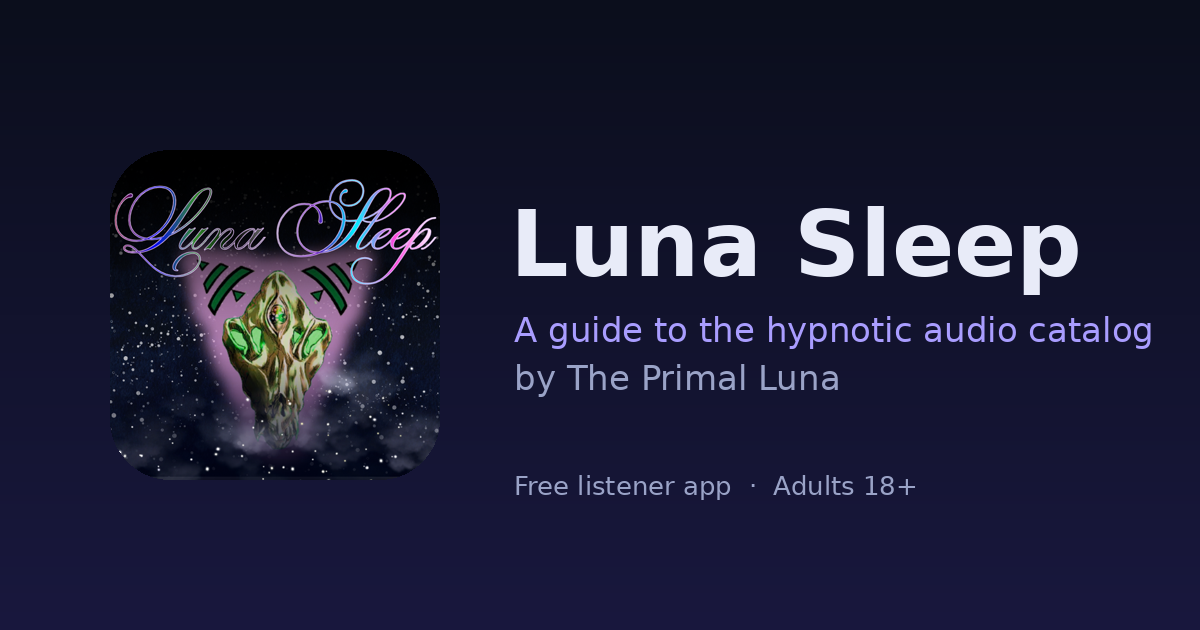 Luna Sleep
Luna Sleep
A guide to the hypnotic audio catalog
by The Primal Luna
Free listener app · Adults 18+